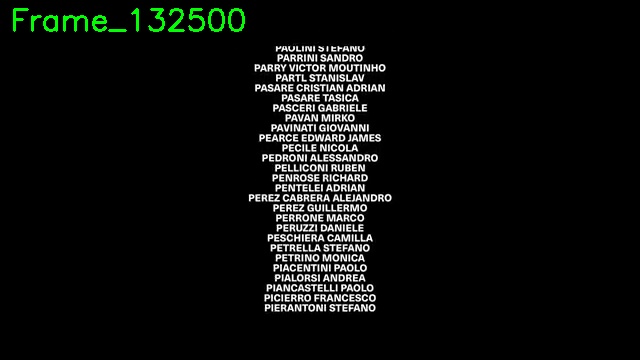 Frame_132500
PAOLINI STEFANO
PARRINI SANDRO
PARRY VICTOR MOUTINHO
PARTL STANISLAV
PASARE CRISTIAN ADRIAN
PASARE TASICA
PASCERI GABRIELE
PAVAN MIRKO
PAVINATI GIOVANNI
PEARCE EDWARD JAMES
PECILE NICOLA
PEDRONI ALESSANDRO
PELLICONI RUBEN
PENROSE RICHARD
PENTELEI ADRIAN
PEREZ CABRERA ALEJANDRO
PEREZ GUILLERMO
PERRONE MARCO
PERUZZI DANIELE
PESCHIERA CAMILLA
PETRELLA STEFANO
PETRINO MONICA
PIACENTINI PAOLO
PIALORSI ANDREA
PIANCASTELLI PAOLO
PICIERRO FRANCESCO
PIERANTONI STEFANO